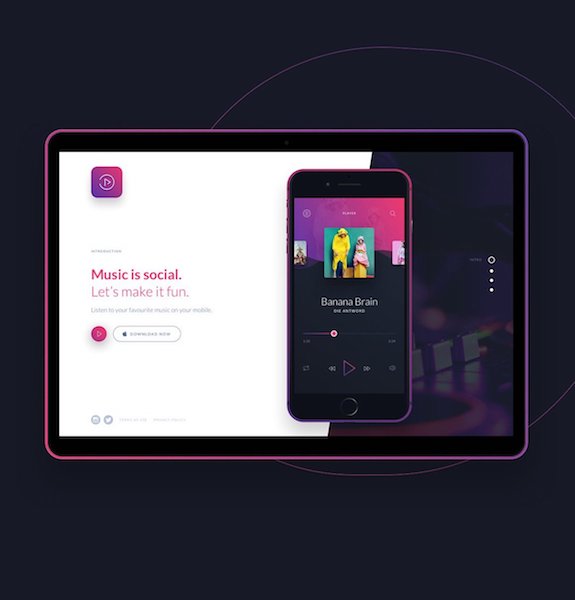 INTRODUCTION
Music is social.
Let's make it fun.
Listen to your favourite music on your mobile.
DOWNLOAD NOW
TERMS OF USE
PRIVACY POLICY
PLAYER
Banana Brain
DIE ANTWORD
INTRO